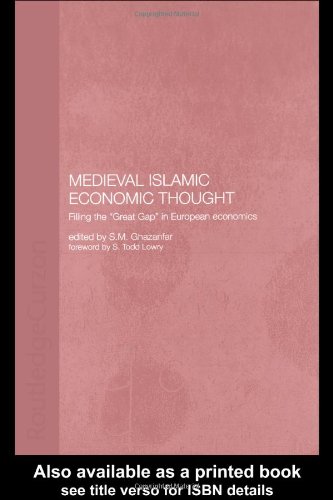 MEDIEVAL ISLAMIC
ECONOMIC THOUGHT
Filling the "Great Gap" in European economics
edited by S.M. Ghazanfar
foreword by S. Todd Lowry
RoutledgeCurzon
Also available as a printed book
see title verso for ISBN details